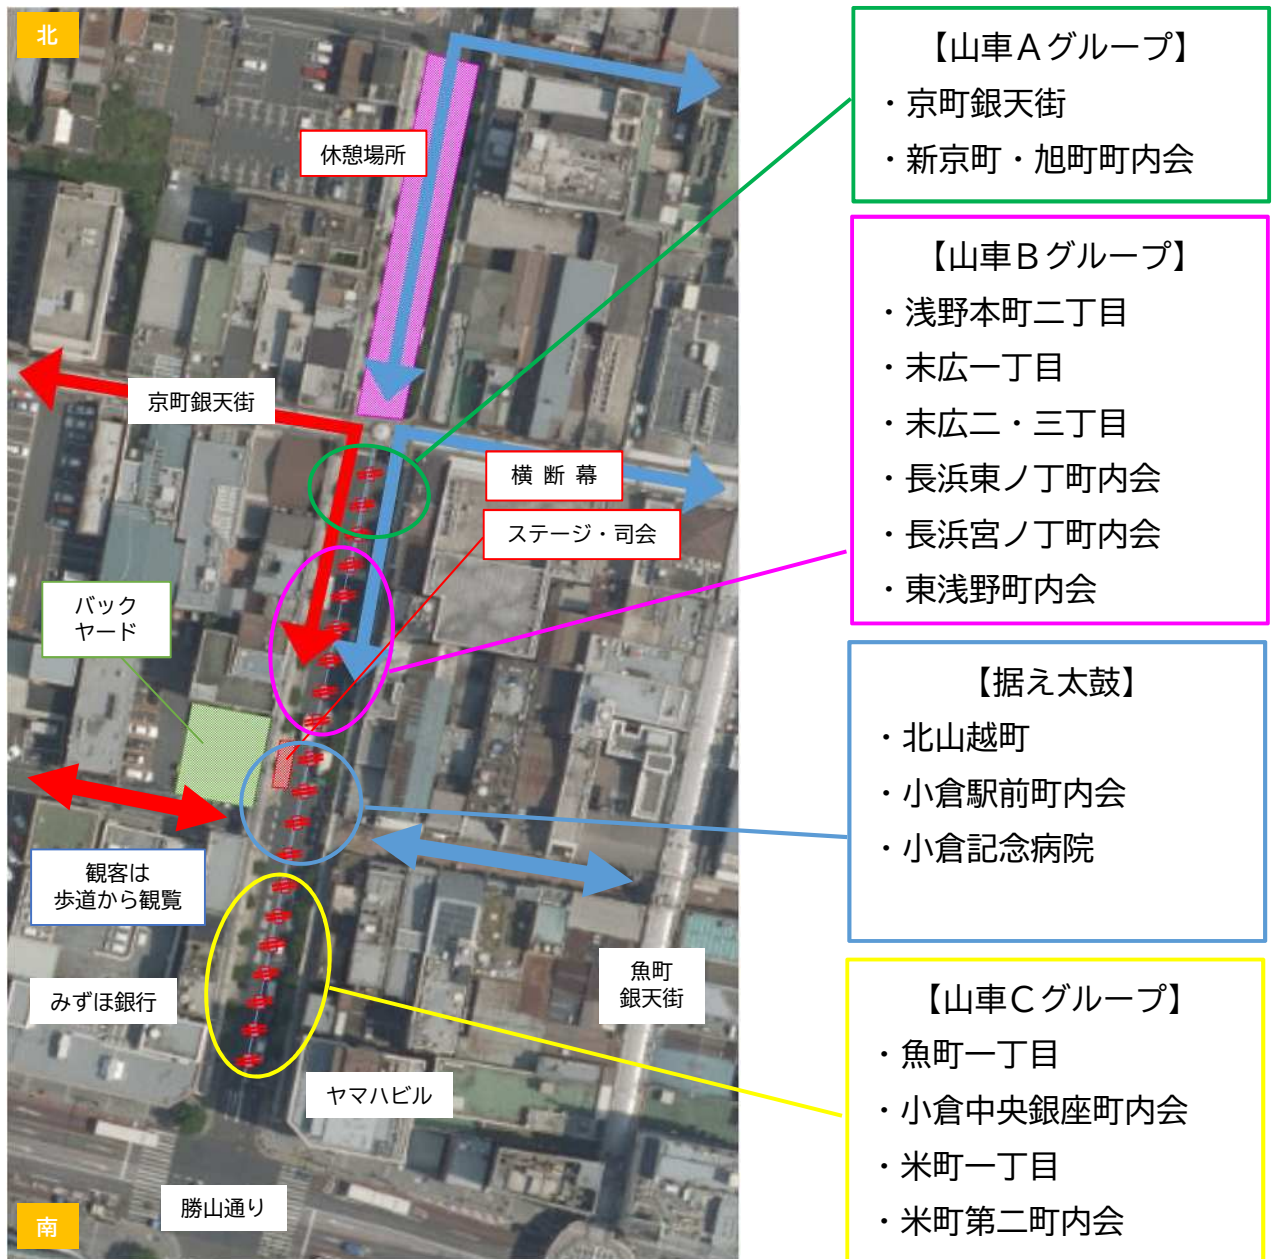 北
休憩場所
京町銀天街
横 断 幕
ステージ・司会
バック
ヤード
観客は
歩道から観覧
みずほ銀行
魚町
銀天街
ヤマハビル
勝山通り
南
【山車Ａグループ】
・京町銀天街
・新京町・旭町町内会
【山車Ｂグループ】
・浅野本町二丁目
・末広一丁目
・末広二・三丁目
・長浜東ノ丁町内会
・長浜宮ノ丁町内会
・東浅野町内会
【据え太鼓】
・北山越町
・小倉駅前町内会
・小倉記念病院
【山車Ｃグループ】
・魚町一丁目
・小倉中央銀座町内会
・米町一丁目
・米町第二町内会